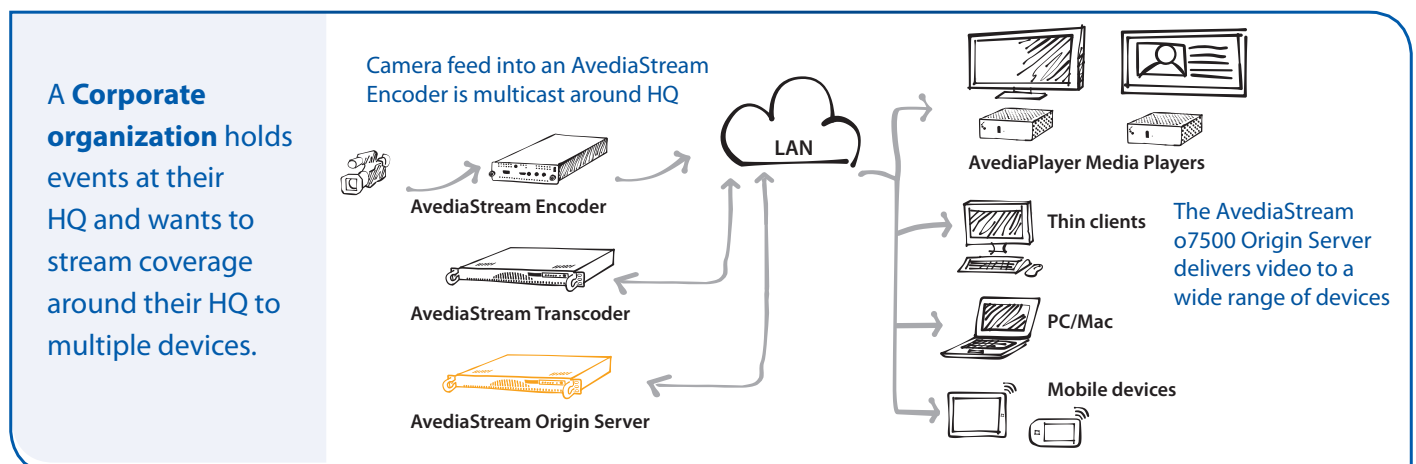 A Corporate
organization holds
events at their
HQ and wants to
stream coverage
around their HQ to
multiple devices.
Camera feed into an AvediaStream
Encoder is multicast around HQ
AvediaStream Encoder
AvediaStream Transcoder
AvediaStream Origin Server
LAN
AvediaPlayer Media Players
Thin clients
PC/Mac
Mobile devices
The AvediaStream
o7500 Origin Server
delivers video to a
wide range of devices